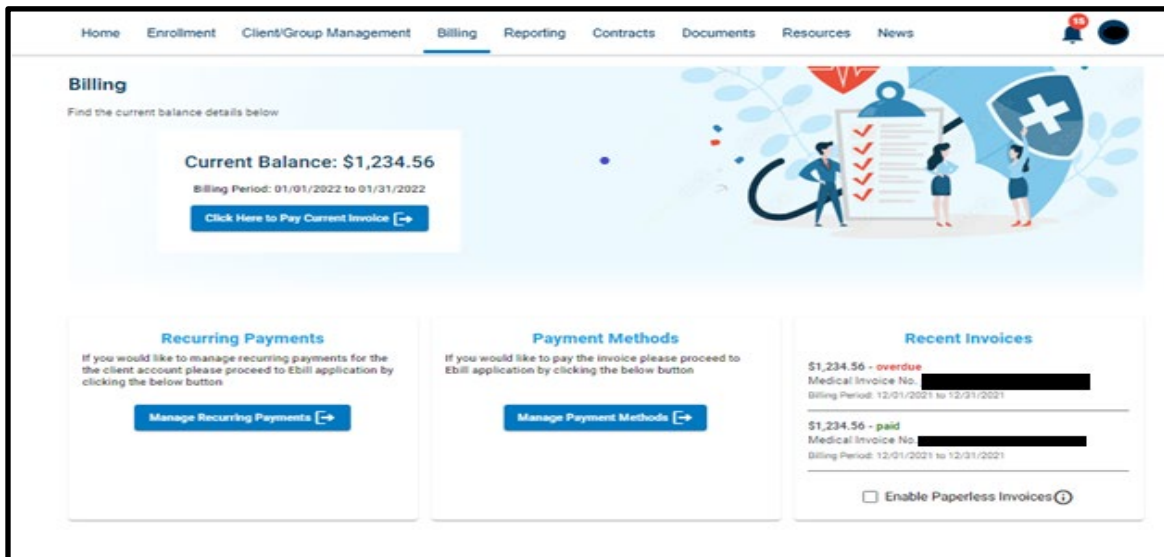 Home Enrollment Client/Group Management Billing Reporting Contracts Documents Resources News
15
Billing
Find the current balance details below
Current Balance: $1,234.56
Billing Period: 01/01/2022 to 01/31/2022
Click Here to Pay Current Invoice
Recurring Payments
If you would like to manage recurring payments for the
the client account please proceed to Ebill application by
clicking the below button
Manage Recurring Payments
Payment Methods
If you would like to pay the invoice please proceed to
Ebill application by clicking the below button
Manage Payment Methods
Recent Invoices
$1,234.56 - overdue
Medical Invoice No.
Billing Period: 12/01/2021 to 12/31/2021
$1,234.56 - paid
Medical Invoice No.
Billing Period: 12/01/2021 to 12/31/2021
Enable Paperless Invoices